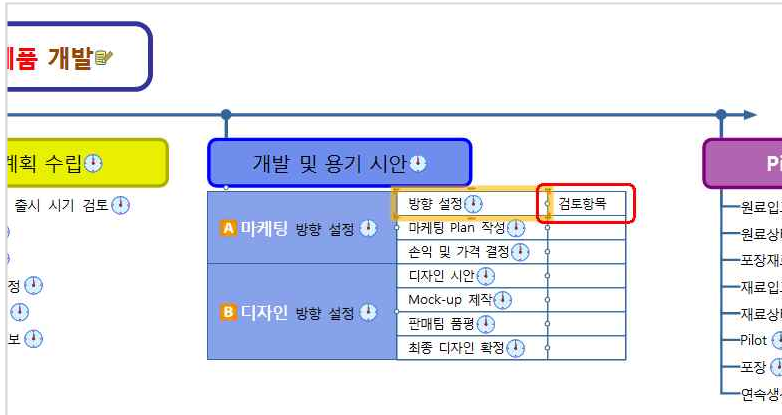 제품 개발
계획 수립
출시 시기 검토
정
보
개발 및 용기 시안
A 마케팅 방향 설정
방향 설정
검토항목
마케팅 Plan 작성
손익 및 가격 결정
B 디자인 방향 설정
디자인 시안
Mock-up 제작
판매팀 품평
최종 디자인 확정
Pi
원료입
원료상
포장재
재료입
재료상
Pilot
포장
연속생